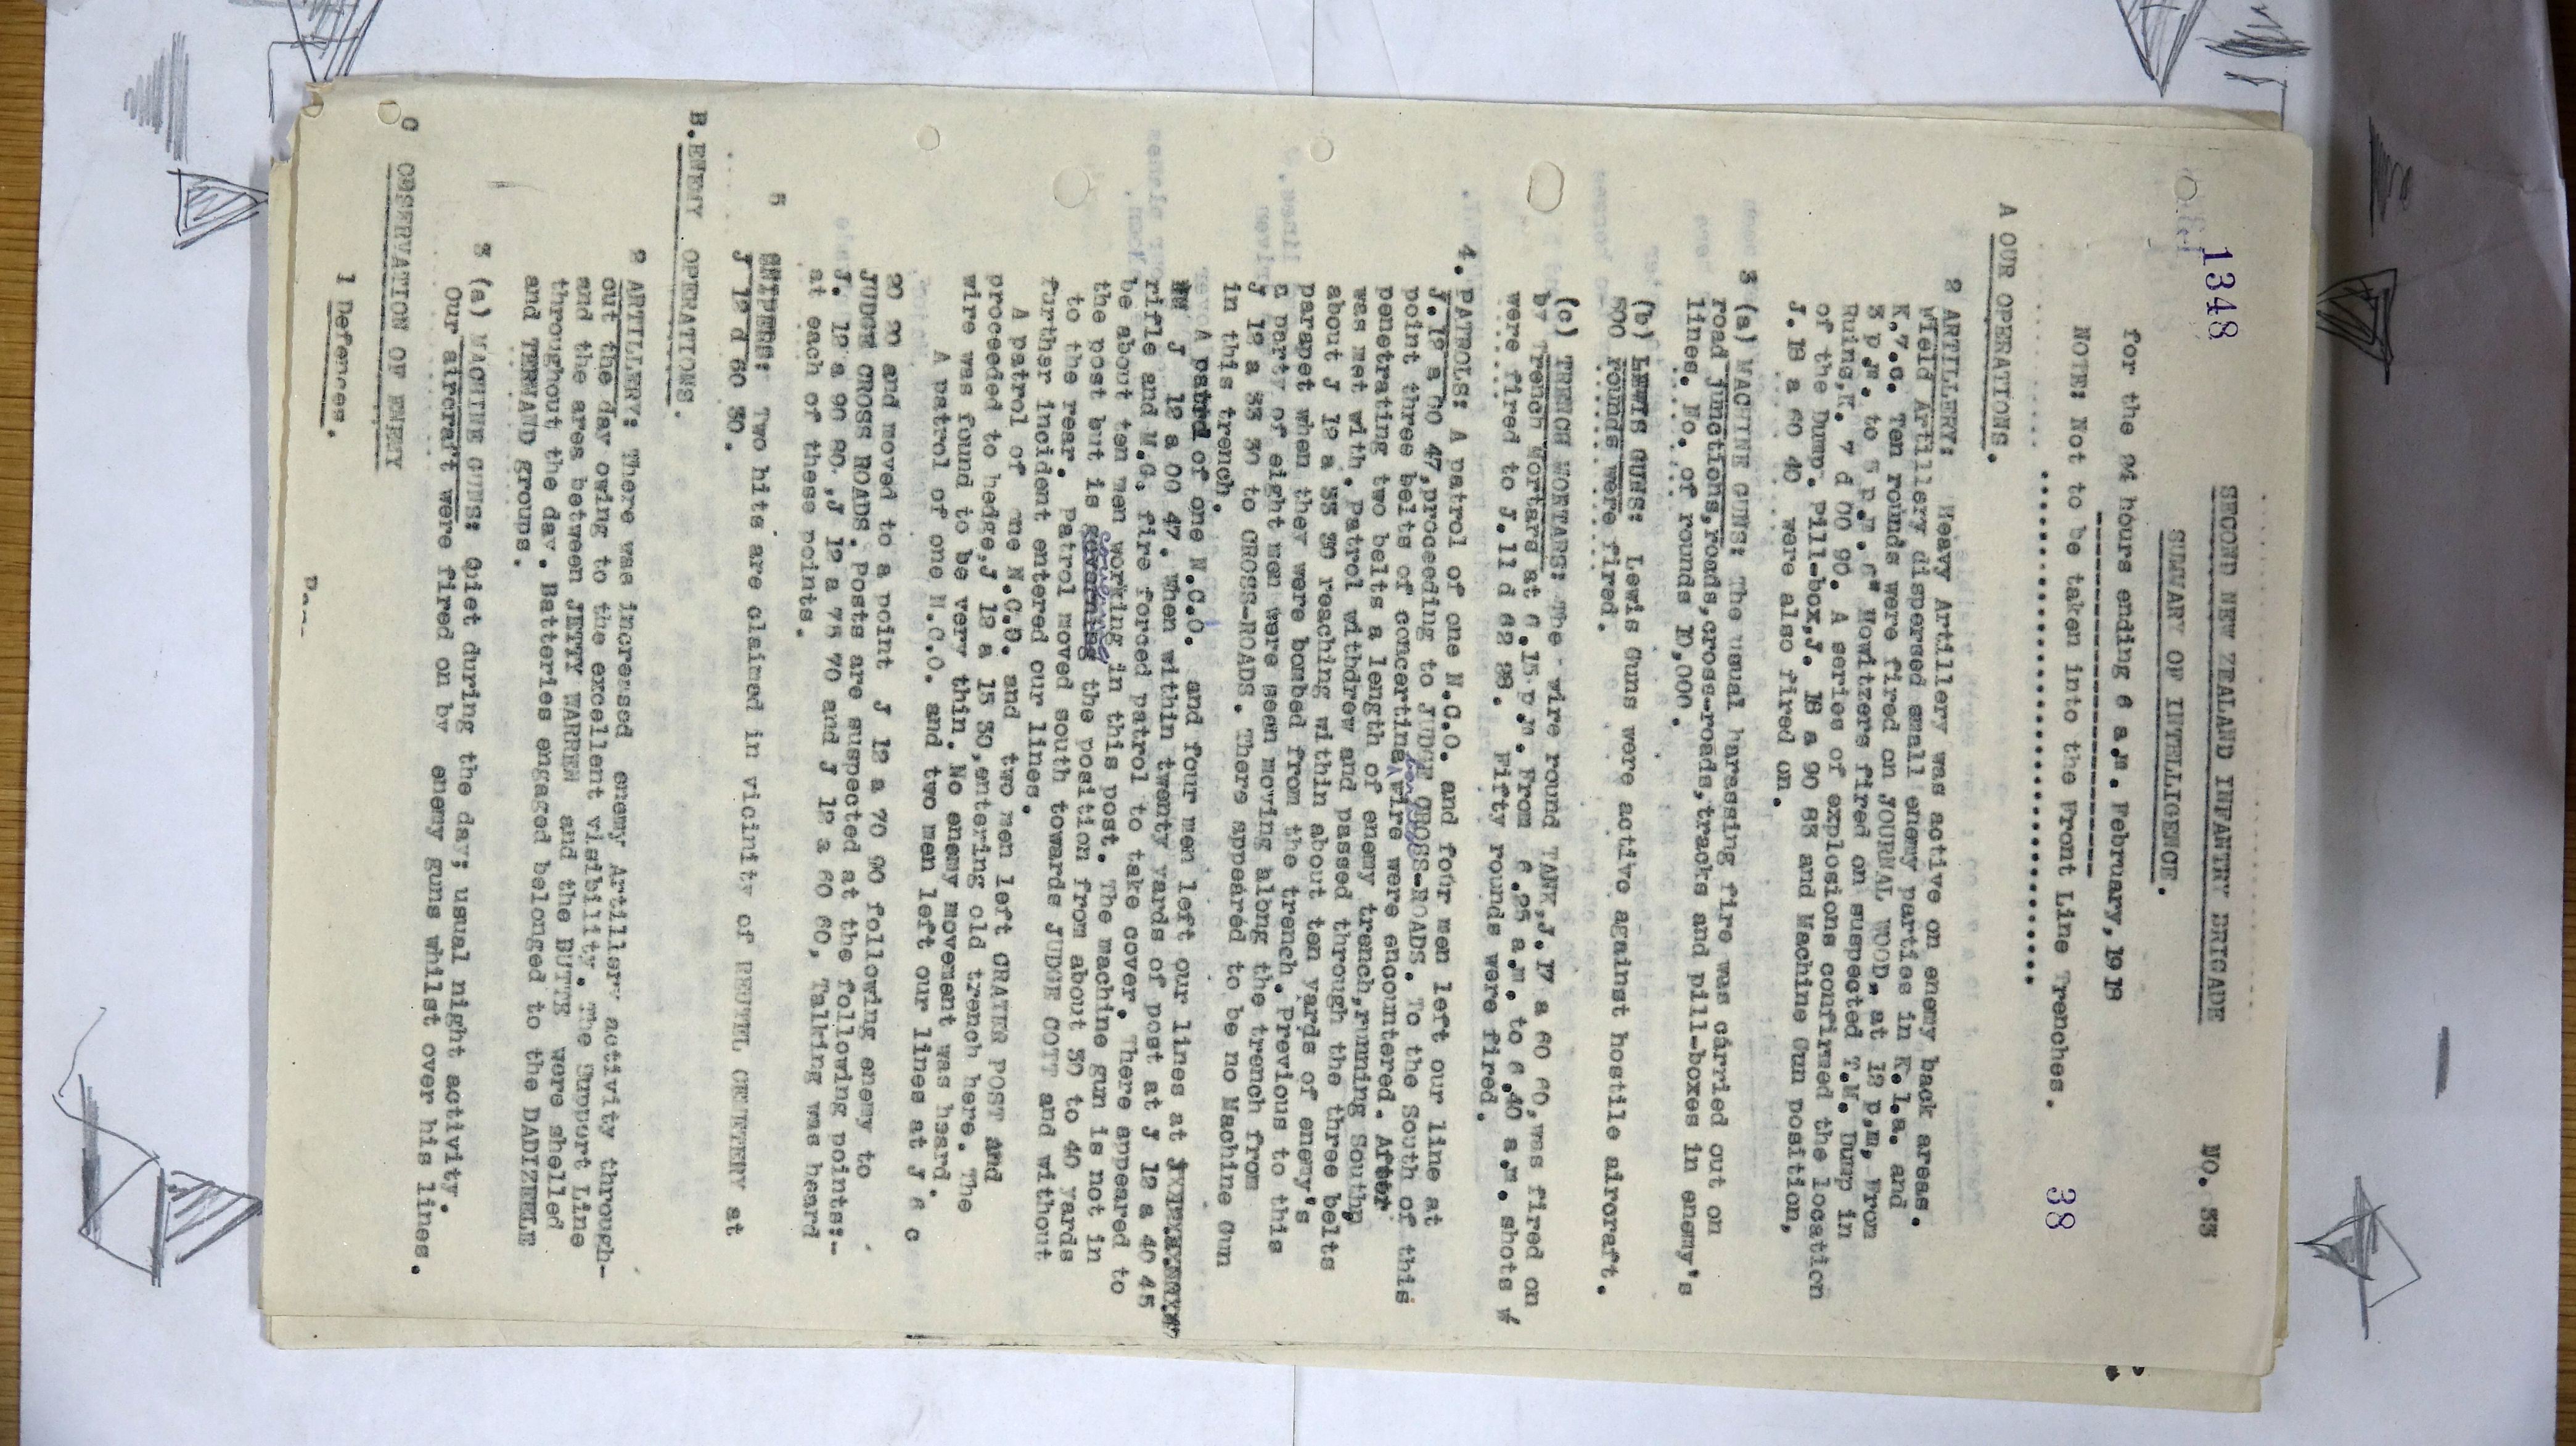 1348
SECOND NEW ZEALAND INFANTRY BRIGADE NO. 33
SUMMARY OF INTELLIGENCE.
for the 24 hours ending 6 a.m. February, 1918
38
NOTE: Not to be taken into the Front Line Trenches.
A OUR OPERATIONS.
2 ARTILLERY: Heavy Artillery was active on enemy back areas.
Field Artillery dispersed small enemy parties in K.1.a. and
K.7.c. Ten rounds were fired on JOURNAL WOOD, at 12 p.m. From
3 p.m. to 5 p.m. 6" Howitzers fired on suspected T.M. Dump in
Ruins, K. 7 d 00 90. A series of explosions confirmed the location
of the Dump. Pill-box, J. 18 a 90 83 and Machine Gun position,
J. 18 a 60 40 were also fired on.
3 (a) MACHINE GUNS: The usual harassing fire was carried out on
road junctions, roads, cross-roads, tracks and pill-boxes in enemy's
lines. No. of rounds 10,000.
(b) LEWIS GUNS: Lewis Guns were active against hostile aircraft.
500 rounds were fired.
(c) TRENCH MORTARS: The wire round TANK, J. 17 a 60 60, was fired on
by Trench Mortars at 6.15 p.m. From 6.25 a.m. to 6.40 a.m. shots
were fired to J. 11 d 62 98. Fifty rounds were fired.
4. PATROLS: A patrol of one N.C.O. and four men left our line at
J. 12 a 00 47, proceeding to JUDGE CROSS-ROADS. To the South of this
point three belts of concertina wire were encountered. After
penetrating two belts a length of enemy trench, running South,
was met with. Patrol withdrew and passed through the three belts
about J 12 a 33 30 reaching within about ten yards of enemy's
parapet when they were bombed from the trench. Previous to this
a party of eight men were seen moving along the trench from
J 12 a 33 30 to CROSS-ROADS. There appeared to be no Machine Gun
in this trench.
A patrol of one N.C.O. and four men left our lines at
J 12 a 00 47. When within twenty yards of post at J 12 a 40 45
rifle and M.G. fire forced patrol to take cover. There appeared to
be about ten men working in this post. The machine gun is not in
the post but is governing covering the position from about 30 to 40 yards
to the rear. Patrol moved south towards JUDGE COTT and without
further incident entered our lines.
A patrol of one N.C.O. and two men left CRATER POST and
proceeded to hedge, J 12 a 15 30, entering old trench here. The
wire was found to be very thin. No enemy movement was heard.
A patrol of one N.C.O. and two men left our lines at J 6 c
20 20 and moved to a point J 12 a 70 90 following enemy to
JUDGE CROSS ROADS. Posts are suspected at the following points:-
J. 12 a 90 80, J 12 a 75 70 and J 12 a 60 60, Talking was heard
at each of these points.
5 SNIPERS: Two hits are claimed in vicinity of REUTEL CEMETERY at
J 12 d 60 30.
B. ENEMY OPERATIONS.
2 ARTILLERY: There was increased enemy Artillery activity through-
out the day owing to the excellent visibility. The Support Line
and the area between JETTY WARREN and the BUTTE were shelled
throughout the day. Batteries engaged belonged to the DADIZEELE
and TERHAND groups.
3 (a) MACHINE GUNS: Quiet during the day; usual night activity.
Our aircraft were fired on by enemy guns whilst over his lines.
C OBSERVATION OF ENEMY
1 Defences.